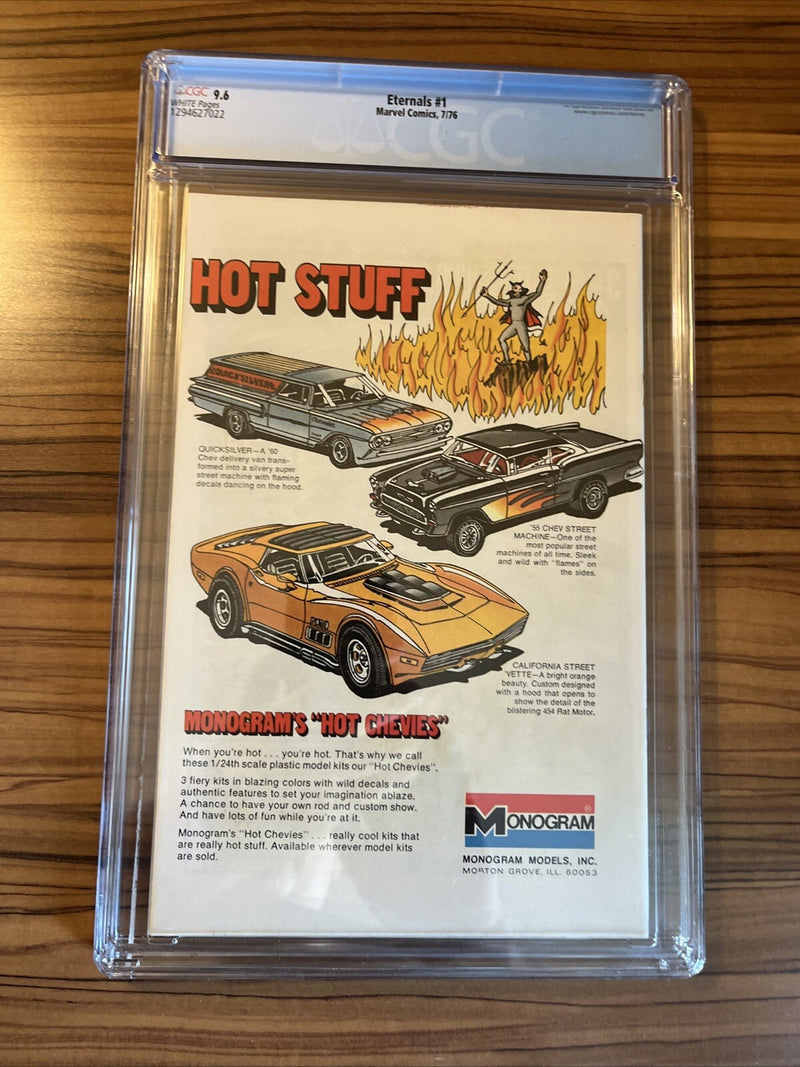 CGC 9.6
WHITE Pages
1294627022
Eternals #1
Marvel Comics, 7/76
www.cgccomics.com/terms
CGC
HOT STUFF
QUICKSILVER
QUICKSILVER—A '60
Chev delivery van trans-
formed into a silvery super
street machine with flaming
decals dancing on the hood.
'55 CHEV STREET
MACHINE—One of the
most popular street
machines of all time. Sleek
and wild with "flames" on
the sides.
CALIFORNIA STREET
'VETTE—A bright orange
beauty. Custom designed
with a hood that opens to
show the detail of the
blistering 454 Rat Motor.
MONOGRAM'S "HOT CHEVIES"
When you're hot . . . you're hot. That's why we call
these 1/24th scale plastic model kits our "Hot Chevies".
3 fiery kits in blazing colors with wild decals and
authentic features to set your imagination ablaze.
A chance to have your own rod and custom show.
And have lots of fun while you're at it.
Monogram's "Hot Chevies" . . . really cool kits that
are really hot stuff. Available wherever model kits
are sold.
MONOGRAM®
MONOGRAM MODELS, INC.
MORTON GROVE, ILL. 60053